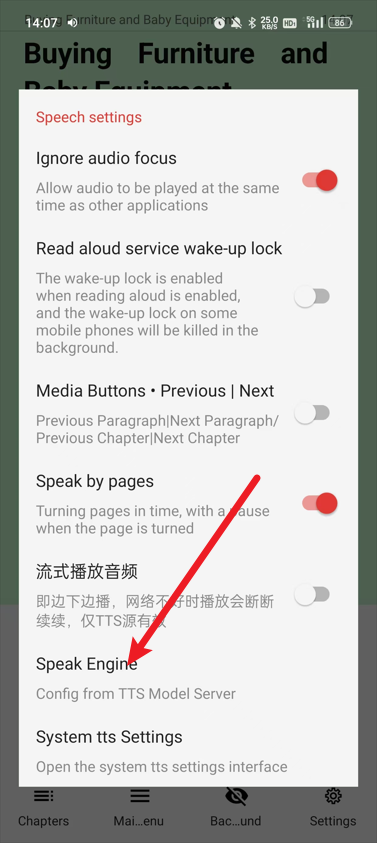 14:07 25.0 KB/S HD 5G 86
Buying Furniture and Baby Equipment
Buying Furniture and
Baby Equipment
Speech settings
Ignore audio focus
Allow audio to be played at the same
time as other applications
Read aloud service wake-up lock
The wake-up lock is enabled
when reading aloud is enabled,
and the wake-up lock on some
mobile phones will be killed in the
background.
Media Buttons • Previous | Next
Previous Paragraph|Next Paragraph/
Previous Chapter|Next Chapter
Speak by pages
Turning pages in time, with a pause
when the page is turned
流式播放音频
即边下边播，网络不好时播放会断断
续续，仅TTS源有效
Speak Engine
Config from TTS Model Server
System tts Settings
Open the system tts settings interface
Chapters Mai...enu Bac...und Settings